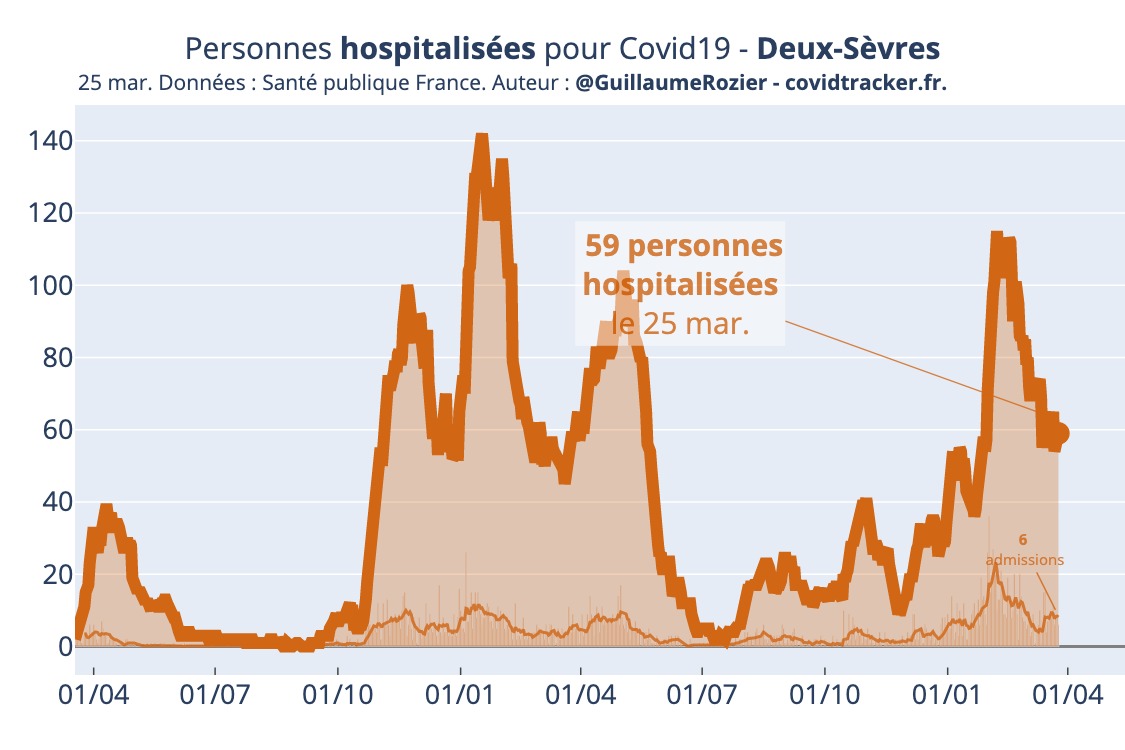 Personnes hospitalisées pour Covid19 - Deux-Sèvres
25 mar. Données : Santé publique France. Auteur : @GuillaumeRozier - covidtracker.fr.
140
120
100
80
60
40
20
0
59 personnes
hospitalisées
le 25 mar.
6
admissions
01/04 01/07 01/10 01/01 01/04 01/07 01/10 01/01 01/04